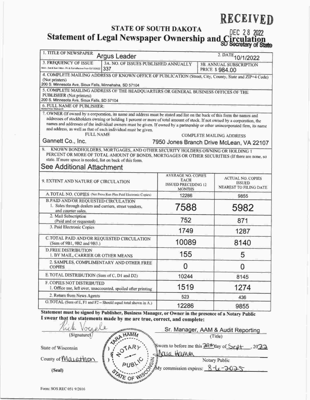 RECEIVED
DEC 28 2022
SD Secretary of State
STATE OF SOUTH DAKOTA
Statement of Legal Newspaper Ownership and Circulation
1. TITLE OF NEWSPAPER
Argus Leader
2. DATE
10/1/2022
3. FREQUENCY OF ISSUE
3A. NO. OF ISSUES PUBLISHED ANNUALLY
337
3B. ANNUAL SUBSCRIPTION
PRICE $ 984.00
4. COMPLETE MAILING ADDRESS OF KNOWN OFFICE OF PUBLICATION (Street, City, County, State and ZIP+4 Code)
(Not printers)
200 S. Minnesota Ave, Sioux Falls, Minnehaha, SD 57104
5. COMPLETE MAILING ADDRESS OF THE HEADQUARTERS OR GENERAL BUSINESS OFFICES OF THE
PUBLISHER (Not printers)
200 S. Minnesota Ave, Sioux Falls, SD 57104
6. FULL NAME OF PUBLISHER:
7. OWNER (If owned by a corporation, its name and address must be stated and list on the back of this form the names and
addresses of stockholders owning or holding 1 percent or more of total amount of stock. If not owned by a corporation, the
names and addresses of the individual owners must be given. If owned by a partnership or other unincorporated firm, its name
and address, as well as that of each individual must be given.
FULL NAME
COMPLETE MAILING ADDRESS
Gannett Co., Inc.
7950 Jones Branch Drive McLean, VA 22107
8. KNOWN BONDHOLDERS, MORTGAGES, AND OTHER SECURITY HOLDERS OWNING OR HOLDING 1
PERCENT OR MORE OF TOTAL AMOUNT OF BONDS, MORTGAGES OR OTHER SECURITIES (If there are none, so
state. If more space is needed, list on back of this form.
See Additional Attachment
9. EXTENT AND NATURE OF CIRCULATION
AVERAGE NO. COPIES
EACH
ISSUED PRECEDING 12
MONTHS
ACTUAL NO. COPIES
ISSUED
NEAREST TO FILING DATE
A. TOTAL NO. COPIES (Net Press Run Plus Paid Electronic Copies)
12286
9855
B. PAID AND/OR REQUESTED CIRCULATION
1. Sales through dealers and carriers, street vendors,
and counter sales.
7588
5982
2. Mail Subscription
(Paid and or requested)
752
871
3. Paid Electronic Copies
1749
1287
C. TOTAL PAID AND/OR REQUESTED CIRCULATION
(Sum of 9B1, 9B2 and 9B3.)
10089
8140
D. FREE DISTRIBUTION
1. BY MAIL, CARRIER OR OTHER MEANS
155
5
2. SAMPLES, COMPLIMENTARY AND OTHER FREE
COPIES
0
0
E. TOTAL DISTRIBUTION (Sum of C, D1 and D2)
10244
8145
F. COPIES NOT DISTRIBUTED
1. Office use, left over, unaccounted, spoiled after printing
1519
1274
2. Return from News Agents
523
436
G. TOTAL (Sum of E, F1 and F2 - Should equal total shown in A.)
12286
9855
Statement must be signed by Publisher, Business Manager, or Owner in the presence of a Notary Public
I swear that the statements made by me are true, correct, and complete:
(Signature)
Sr. Manager, AAM & Audit Reporting
(Title)
State of Wisconsin
Sworn to before me this 28th day of Sept. 2022
Tara Hamm
Notary Public
County of Marathon
(Seal)
My commission expires: 3-6-2025
TARA HAMM
NOTARY
PUBLIC
STATE OF WISCONSIN